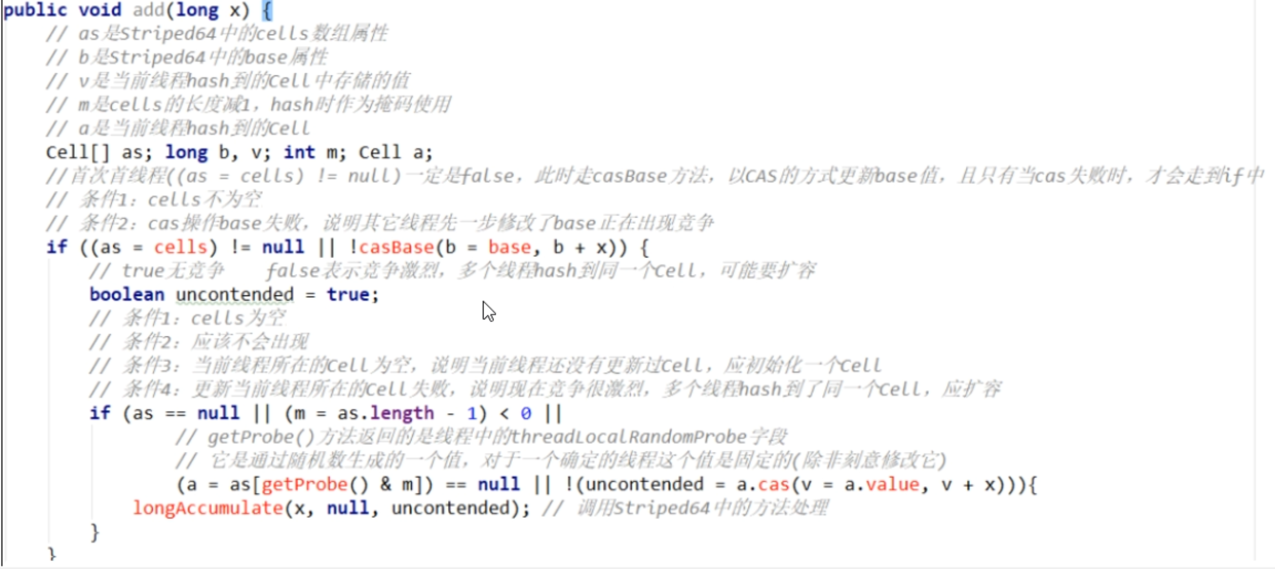 public void add(long x) {
// as是Striped64中的cells数组属性
// b是Striped64中的base属性
// v是当前线程hash到的Cell中存储的值
// m是cells的长度减1，hash时作为掩码使用
// a是当前线程hash到的Cell
Cell[] as; long b, v; int m; Cell a;
//首次首线程((as = cells) != null)一定是false，此时走casBase方法，以CAS的方式更新base值，且只有当cas失败时，才会走到if中
// 条件1：cells不为空
// 条件2：cas操作base失败，说明其它线程先一步修改了base正在出现竞争
if ((as = cells) != null || !casBase(b = base, b + x)) {
// true无竞争 false表示竞争激烈，多个线程hash到同一个Cell，可能要扩容
boolean uncontended = true;
// 条件1：cells为空
// 条件2：应该不会出现
// 条件3：当前线程所在的Cell为空，说明当前线程还没有更新过Cell，应初始化一个Cell
// 条件4：更新当前线程所在的Cell失败，说明现在竞争很激烈，多个线程hash到了同一个Cell，应扩容
if (as == null || (m = as.length - 1) < 0 ||
// getProbe()方法返回的是线程中的threadLocalRandomProbe字段
// 它是通过随机数生成的一个值，对于一个确定的线程这个值是固定的(除非刻意修改它)
(a = as[getProbe() & m]) == null || !(uncontended = a.cas(v = a.value, v + x))){
longAccumulate(x, null, uncontended); // 调用Striped64中的方法处理
}
}